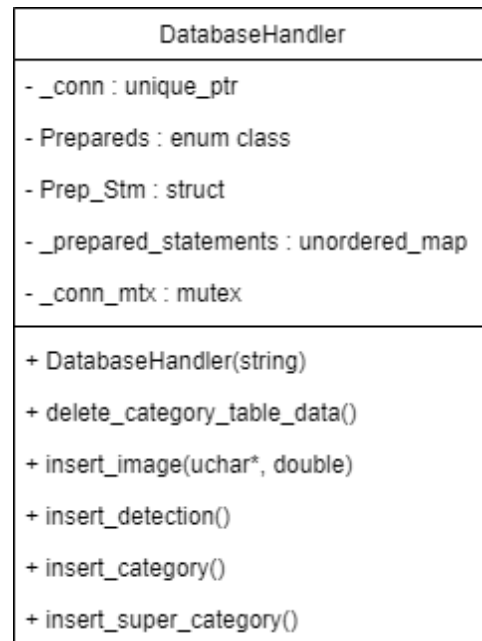 DatabaseHandler
- _conn : unique_ptr
- Prepareds : enum class
- Prep_Stm : struct
- _prepared_statements : unordered_map
- _conn_mtx : mutex
+ DatabaseHandler(string)
+ delete_category_table_data()
+ insert_image(uchar*, double)
+ insert_detection()
+ insert_category()
+ insert_super_category()